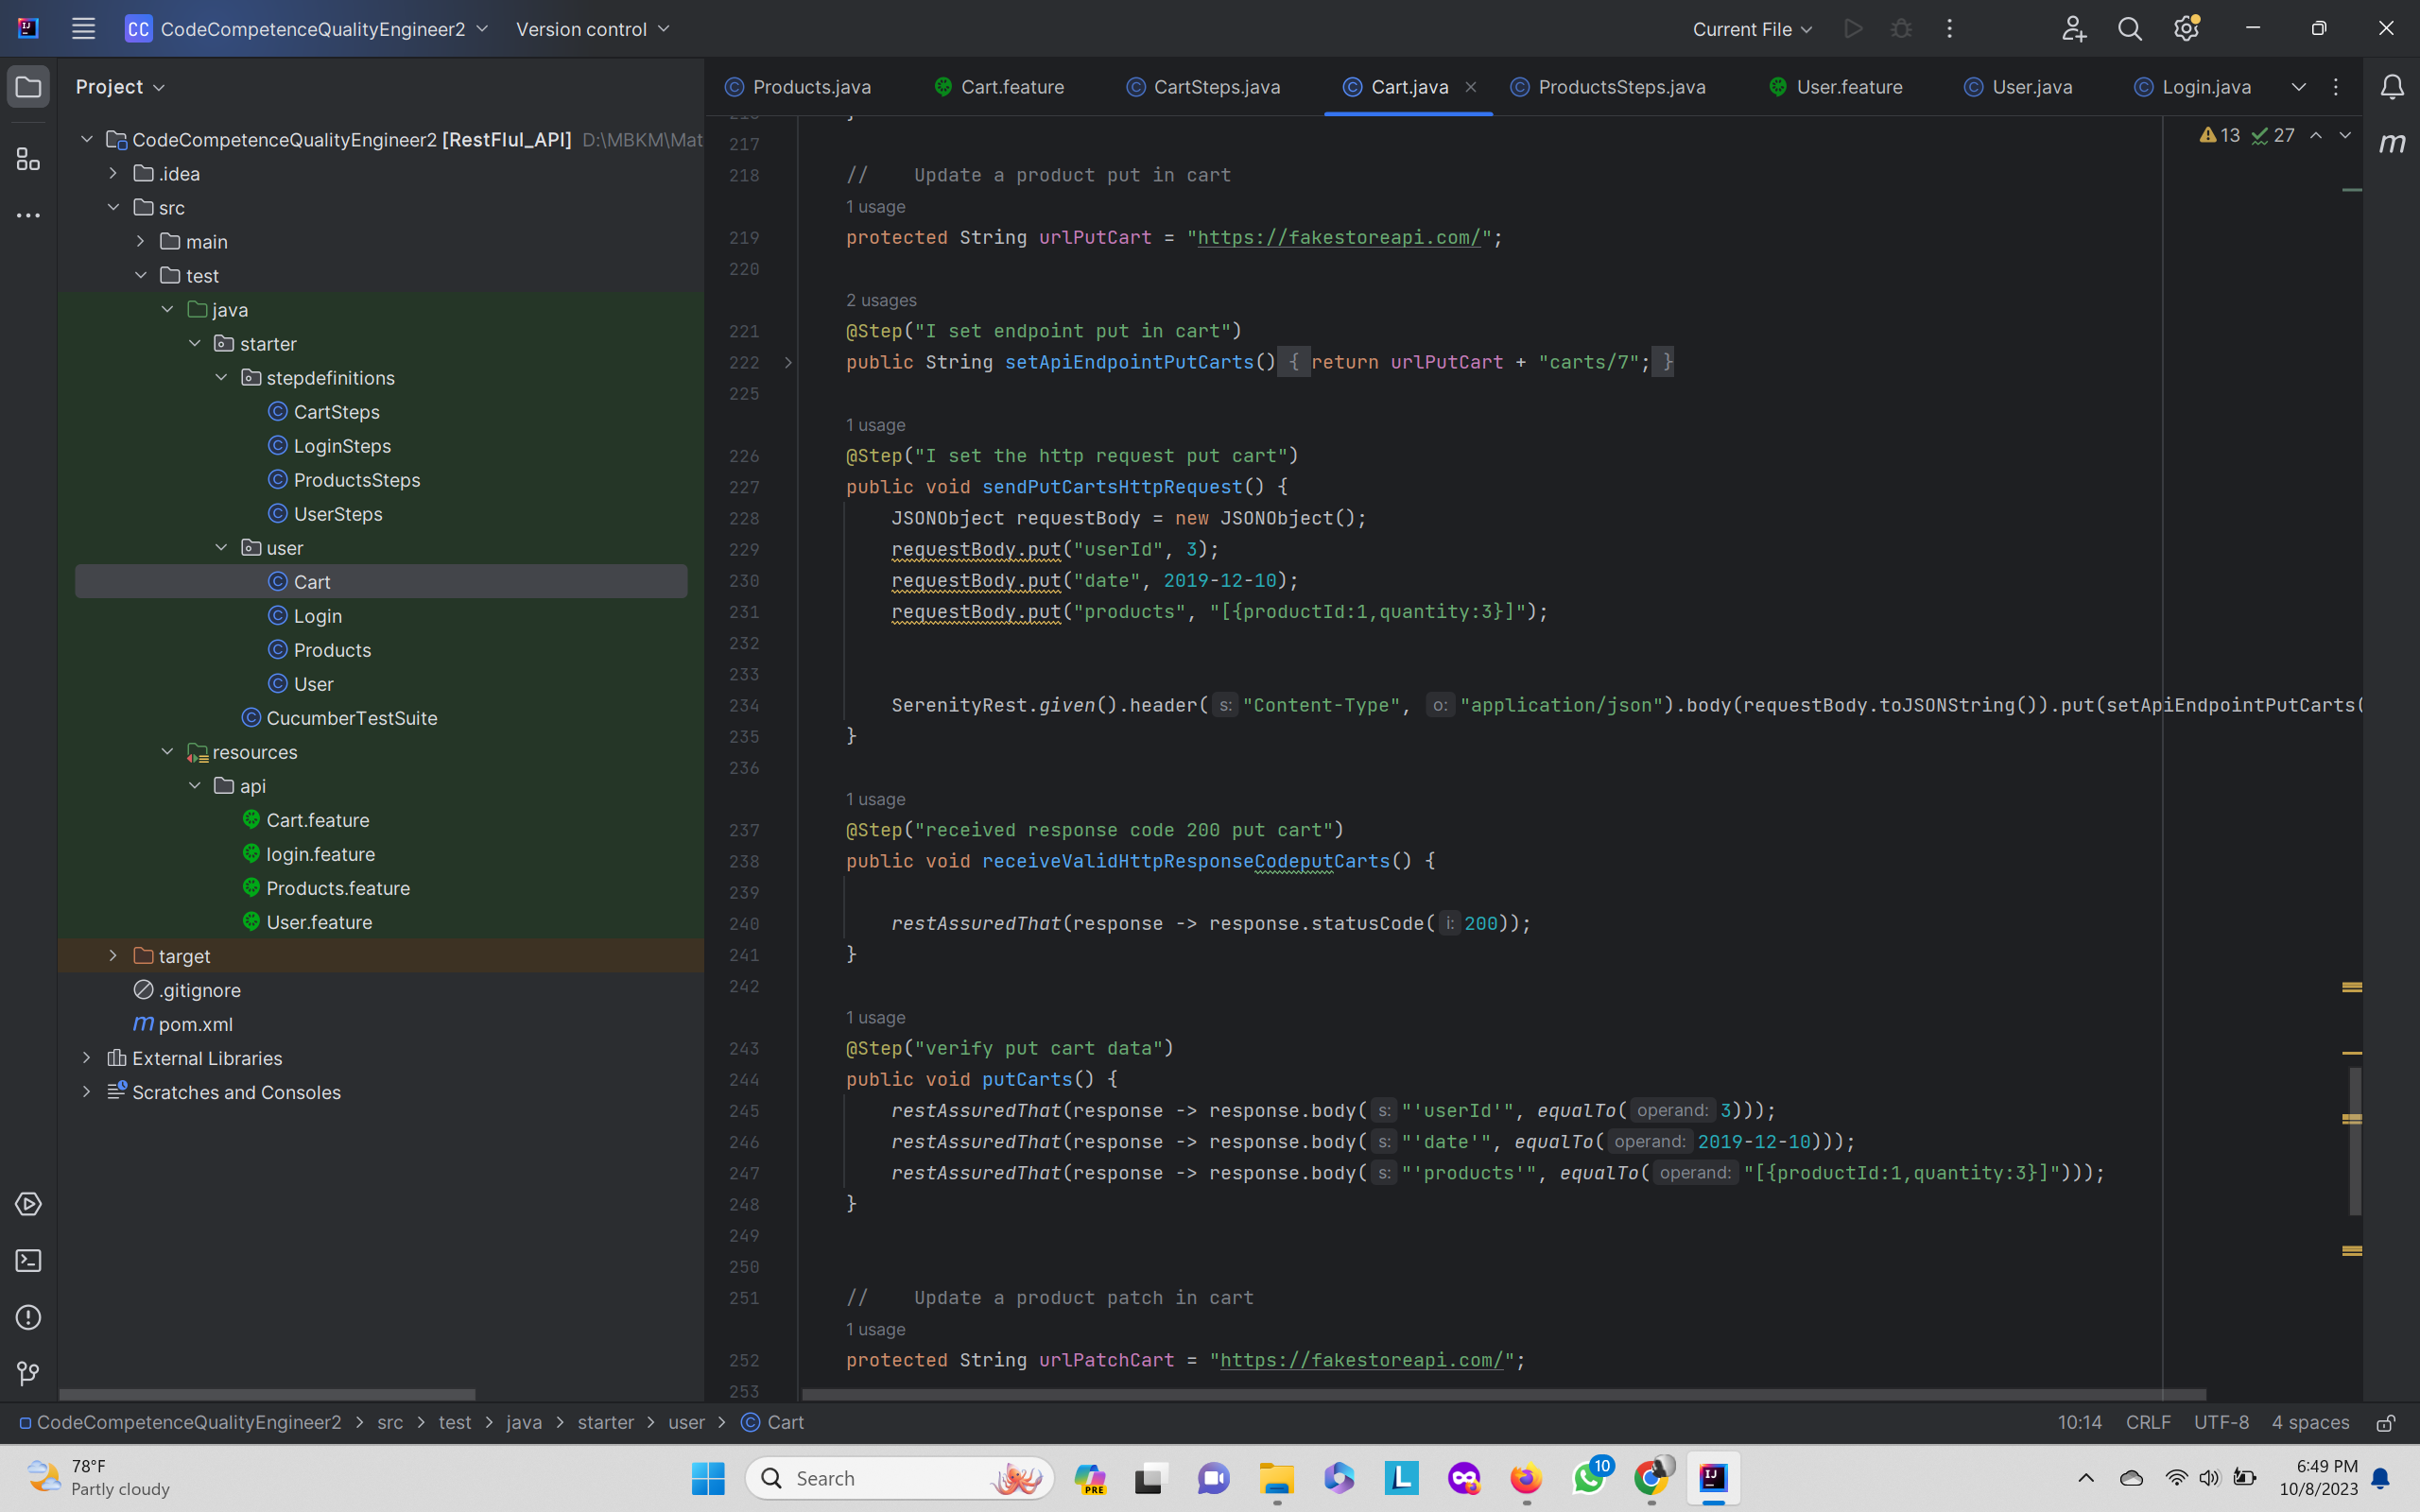 CC CodeCompetenceQualityEngineer2 Version control Current File
Project
CodeCompetenceQualityEngineer2 [RestFlul_API] D:\MBKM\Mat
.idea
src
main
test
java
starter
stepdefinitions
CartSteps
LoginSteps
ProductsSteps
UserSteps
user
Cart
Login
Products
User
CucumberTestSuite
resources
api
Cart.feature
login.feature
Products.feature
User.feature
target
.gitignore
pom.xml
External Libraries
Scratches and Consoles
Products.java Cart.feature CartSteps.java Cart.java ProductsSteps.java User.feature User.java Login.java
13 27
217
218 // Update a product put in cart
1 usage
219 protected String urlPutCart = "https://fakestoreapi.com/";
220
2 usages
221 @Step("I set endpoint put in cart")
222 public String setApiEndpointPutCarts() { return urlPutCart + "carts/7"; }
225
1 usage
226 @Step("I set the http request put cart")
227 public void sendPutCartsHttpRequest() {
228 JSONObject requestBody = new JSONObject();
229 requestBody.put("userId", 3);
230 requestBody.put("date", 2019-12-10);
231 requestBody.put("products", "[{productId:1,quantity:3}]");
232
233
234 SerenityRest.given().header( s: "Content-Type", o: "application/json").body(requestBody.toJSONString()).put(setApiEndpointPutCarts(
235 }
236
1 usage
237 @Step("received response code 200 put cart")
238 public void receiveValidHttpResponseCodeputCarts() {
239
240 restAssuredThat(response -> response.statusCode( i: 200));
241 }
242
1 usage
243 @Step("verify put cart data")
244 public void putCarts() {
245 restAssuredThat(response -> response.body( s: "'userId'", equalTo( operand: 3)));
246 restAssuredThat(response -> response.body( s: "'date'", equalTo( operand: 2019-12-10)));
247 restAssuredThat(response -> response.body( s: "'products'", equalTo( operand: "[{productId:1,quantity:3}]")));
248 }
249
250
251 // Update a product patch in cart
1 usage
252 protected String urlPatchCart = "https://fakestoreapi.com/";
253
CodeCompetenceQualityEngineer2 > src > test > java > starter > user > Cart 10:14 CRLF UTF-8 4 spaces
78°F
Partly cloudy
Search
PRE
10
6:49 PM
10/8/2023